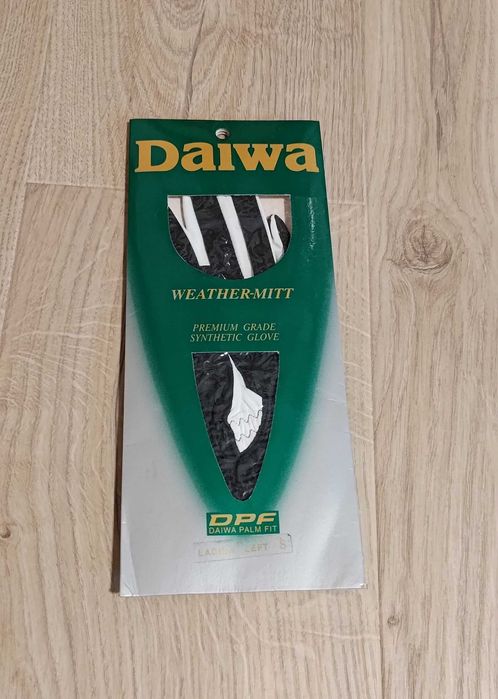 Daiwa
WEATHER-MITT
PREMIUM GRADE
SYNTHETIC GLOVE
DPF
DAIWA PALM FIT
LADIES LEFT